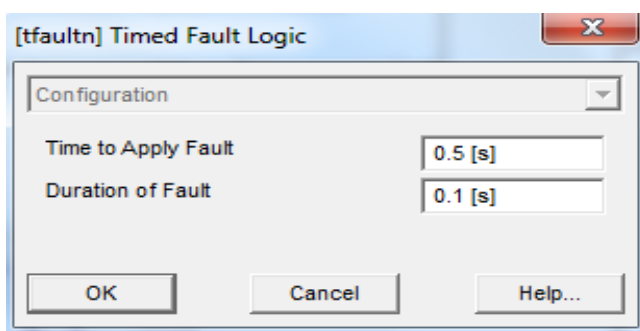 [tfaultn] Timed Fault Logic
Configuration
Time to Apply Fault 0.5 [s]
Duration of Fault 0.1 [s]
OK Cancel Help...